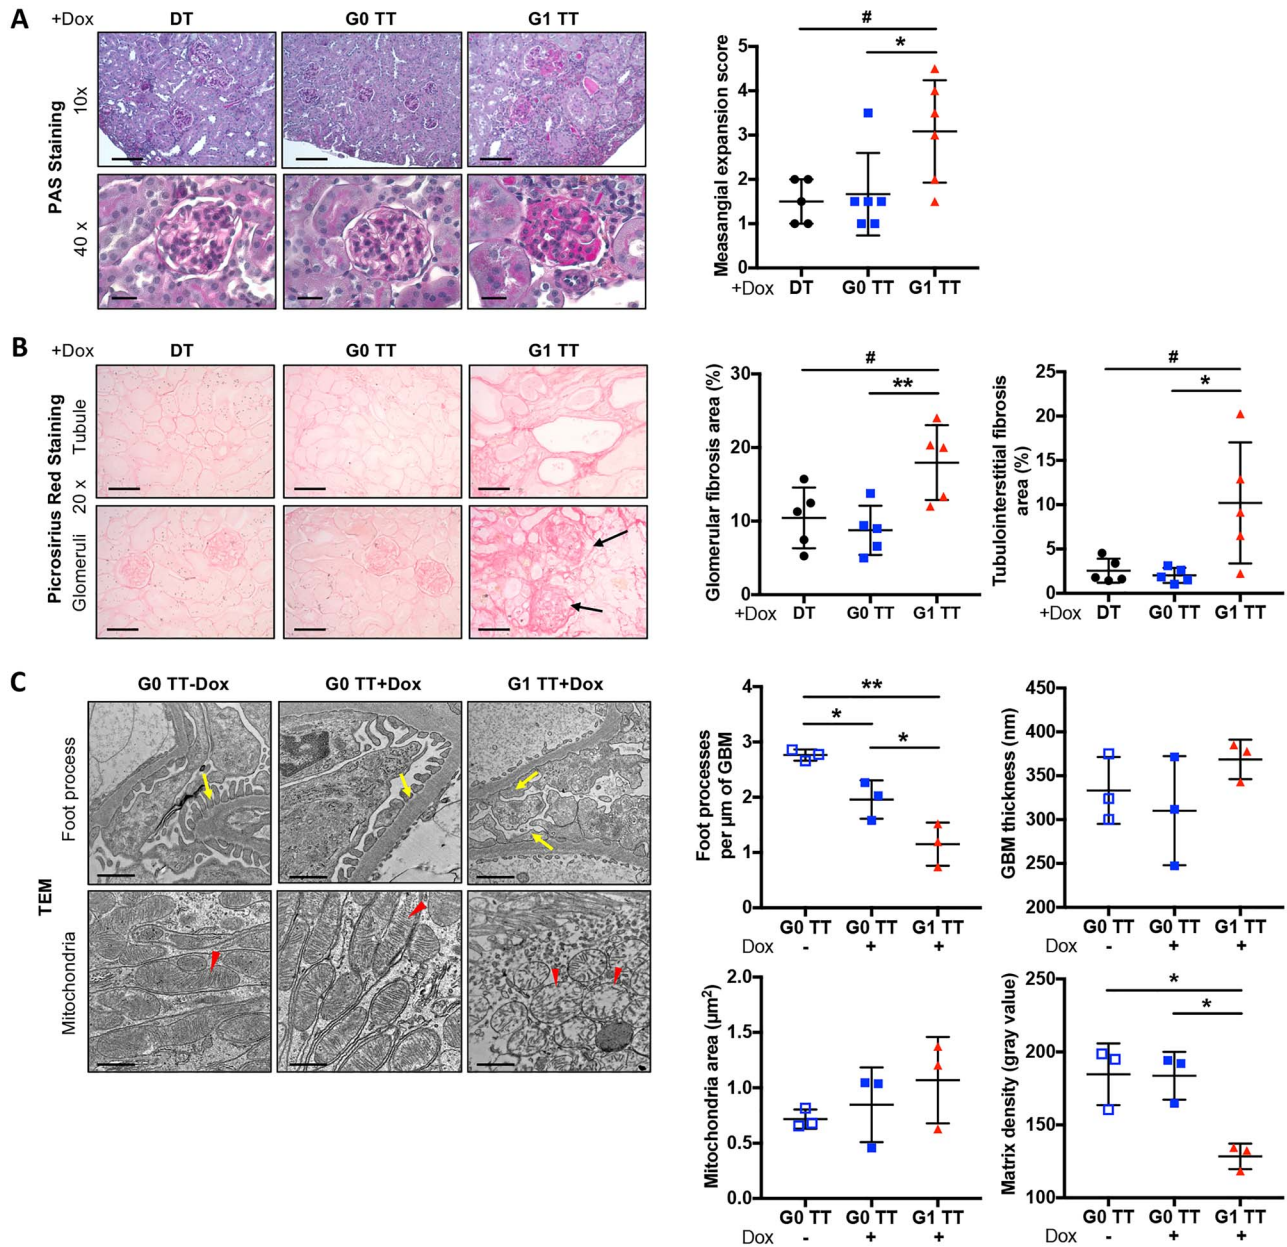 A
+Dox
DT
G0 TT
G1 TT
PAS Staining
10x
40 x
#
*
Measangial expansion score
5
4
3
2
1
0
+Dox
DT
G0 TT
G1 TT
B
+Dox
DT
G0 TT
G1 TT
Picrosirius Red Staining
20 x
Tubule
Glomeruli
#
**
Glomerular fibrosis area (%)
30
20
10
0
+Dox
DT
G0 TT
G1 TT
#
*
Tubulointerstitial fibrosis
area (%)
25
20
15
10
5
0
+Dox
DT
G0 TT
G1 TT
C
G0 TT-Dox
G0 TT+Dox
G1 TT+Dox
TEM
Foot process
Mitochondria
**
*
*
Foot processes
per µm of GBM
4
3
2
1
0
G0 TT
G0 TT
G1 TT
Dox
-
+
+
GBM thickness (nm)
450
400
350
300
250
200
G0 TT
G0 TT
G1 TT
Dox
-
+
+
Mitochondria area (µm²)
2.0
1.5
1.0
0.5
0.0
G0 TT
G0 TT
G1 TT
Dox
-
+
+
*
*
Matrix density (gray value)
250
200
150
100
G0 TT
G0 TT
G1 TT
Dox
-
+
+